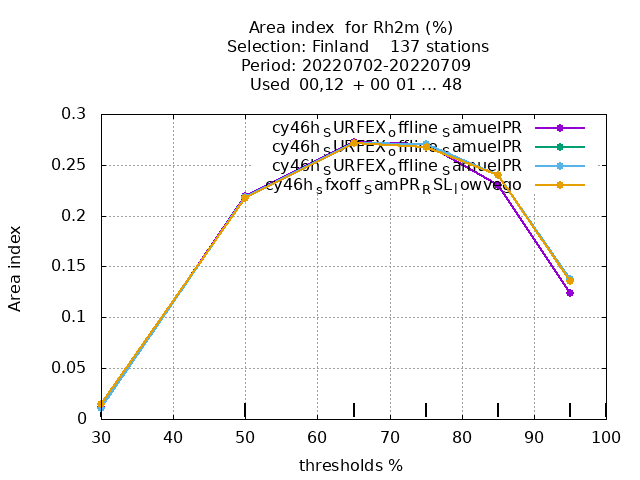 Area index  for Rh2m (%)
Selection: Finland    137 stations
Period: 20220702-20220709
Used  00,12  + 00 01 ... 48
cy46h_SURFEX_offline_SamuelPR
cy46h_SURFEX_offline_SamuelPR
cy46h_SURFEX_offline_SamuelPR
cy46h_sfxoff_SamPR_RSL_lowvego
0.3
0.25
0.2
0.15
0.1
0.05
0
Area index
30 40 50 60 70 80 90 100
thresholds %